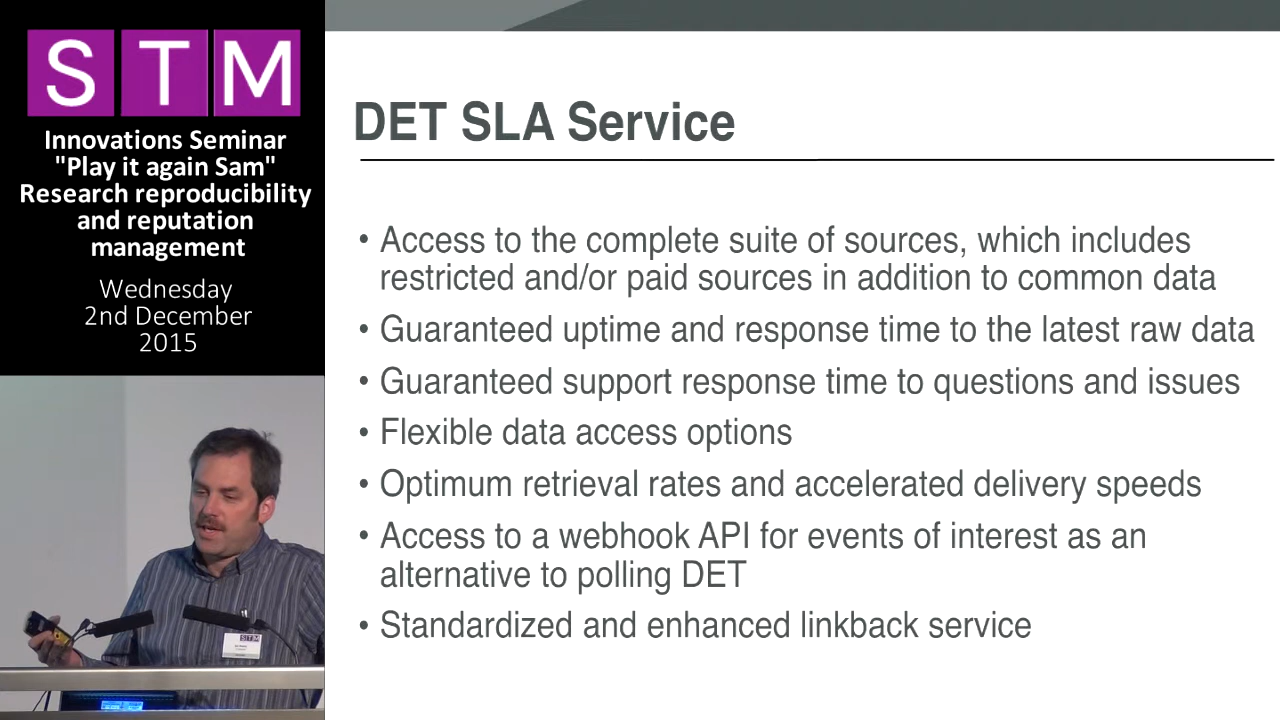 STM
Innovations Seminar
"Play it again Sam"
Research reproducibility
and reputation
management
Wednesday
2nd December
2015
DET SLA Service
• Access to the complete suite of sources, which includes
restricted and/or paid sources in addition to common data
• Guaranteed uptime and response time to the latest raw data
• Guaranteed support response time to questions and issues
• Flexible data access options
• Optimum retrieval rates and accelerated delivery speeds
• Access to a webhook API for events of interest as an
alternative to polling DET
• Standardized and enhanced linkback service
STM